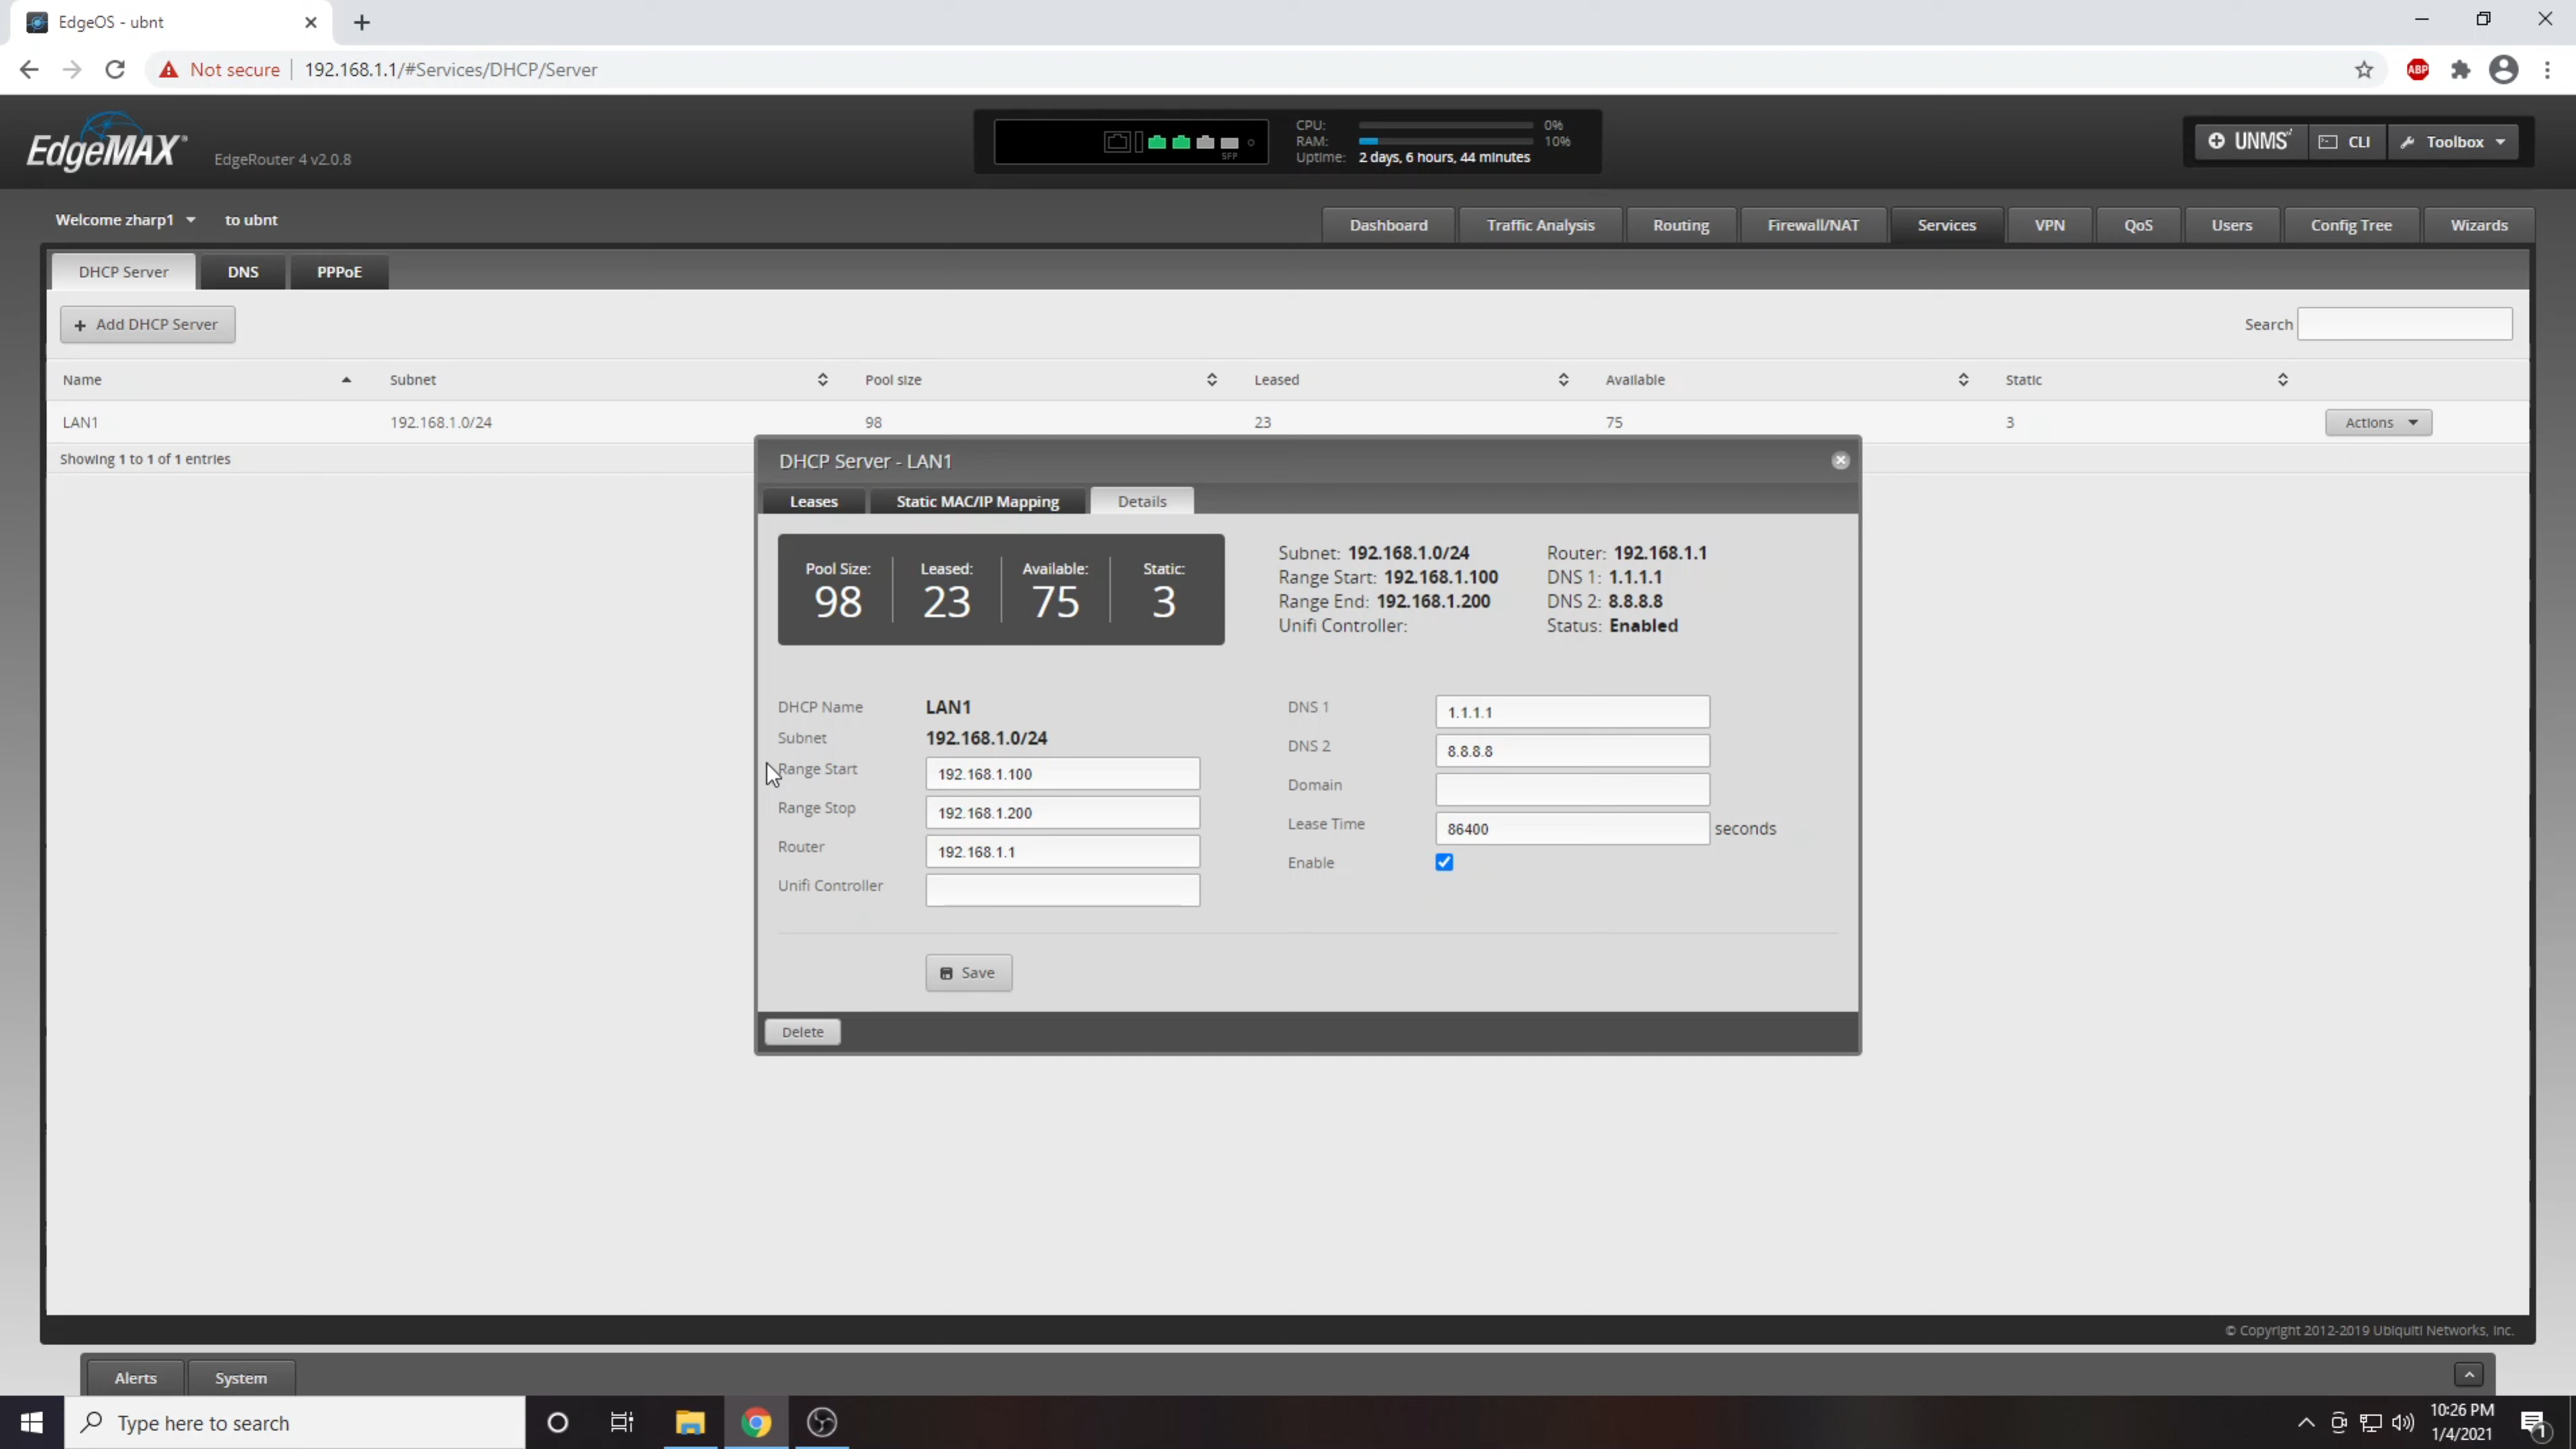 EdgeOS - ubnt
Not secure 192.168.1.1/#Services/DHCP/Server
ABP
EdgeMAX® EdgeRouter 4 v2.0.8
SFP
CPU: 0%
RAM: 10%
Uptime: 2 days, 6 hours, 44 minutes
UNMS CLI Toolbox
Welcome zharp1 to ubnt
Dashboard Traffic Analysis Routing Firewall/NAT Services VPN QoS Users Config Tree Wizards
DHCP Server DNS PPPoE
+ Add DHCP Server
Search
Name Subnet Pool size Leased Available Static
LAN1 192.168.1.0/24 98 23 75 3 Actions
Showing 1 to 1 of 1 entries
DHCP Server - LAN1
Leases Static MAC/IP Mapping Details
Pool Size: Leased: Available: Static:
98 23 75 3
Subnet: 192.168.1.0/24
Range Start: 192.168.1.100
Range End: 192.168.1.200
Unifi Controller:
Router: 192.168.1.1
DNS 1: 1.1.1.1
DNS 2: 8.8.8.8
Status: Enabled
DHCP Name LAN1
Subnet 192.168.1.0/24
Range Start 192.168.1.100
Range Stop 192.168.1.200
Router 192.168.1.1
Unifi Controller
DNS 1 1.1.1.1
DNS 2 8.8.8.8
Domain
Lease Time 86400 seconds
Enable
Save
Delete
© Copyright 2012-2019 Ubiquiti Networks, Inc.
Alerts System
Type here to search
10:26 PM
1/4/2021
1